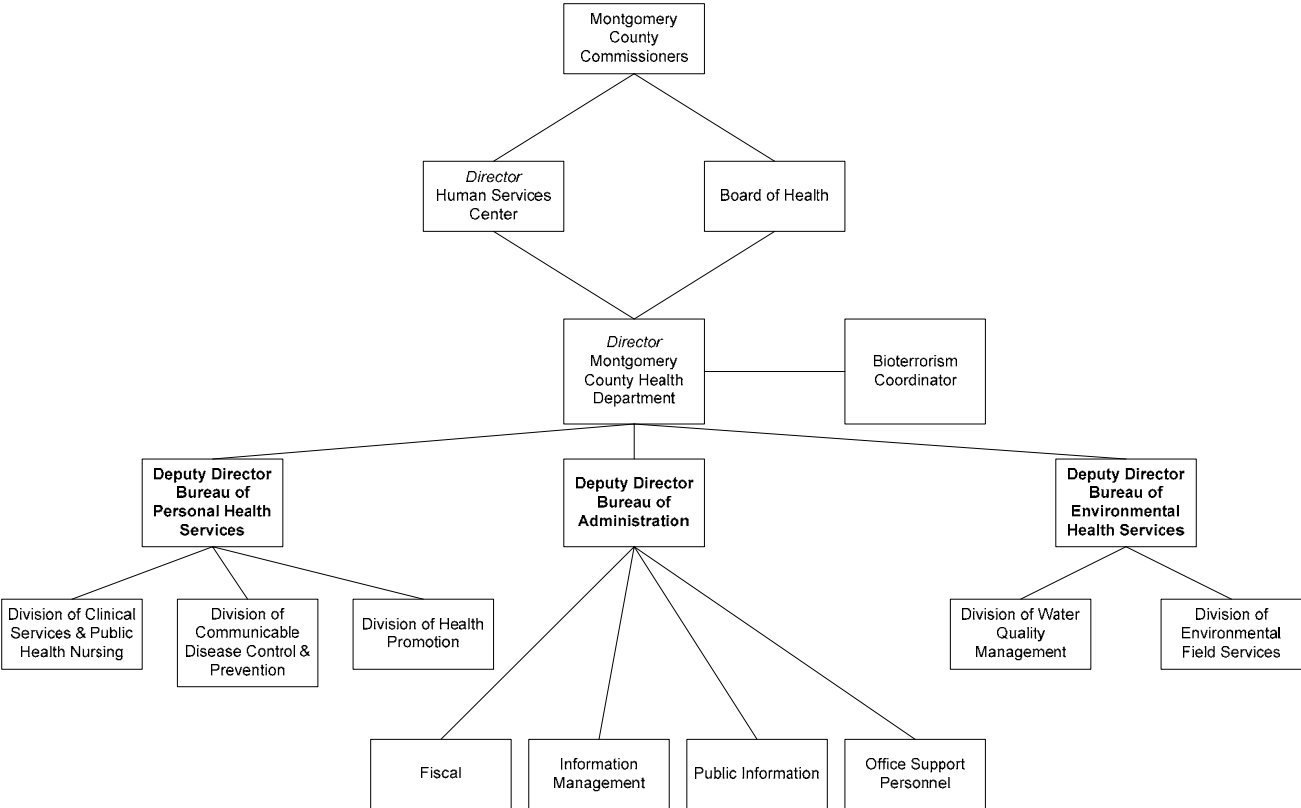 Montgomery
County
Commissioners
Director
Human Services
Center
Board of Health
Director
Montgomery
County Health
Department
Bioterrorism
Coordinator
Deputy Director
Bureau of
Personal Health
Services
Deputy Director
Bureau of
Administration
Deputy Director
Bureau of
Environmental
Health Services
Division of Clinical
Services & Public
Health Nursing
Division of
Communicable
Disease Control &
Prevention
Division of Health
Promotion
Division of Water
Quality
Management
Division of
Environmental
Field Services
Fiscal
Information
Management
Public Information
Office Support
Personnel